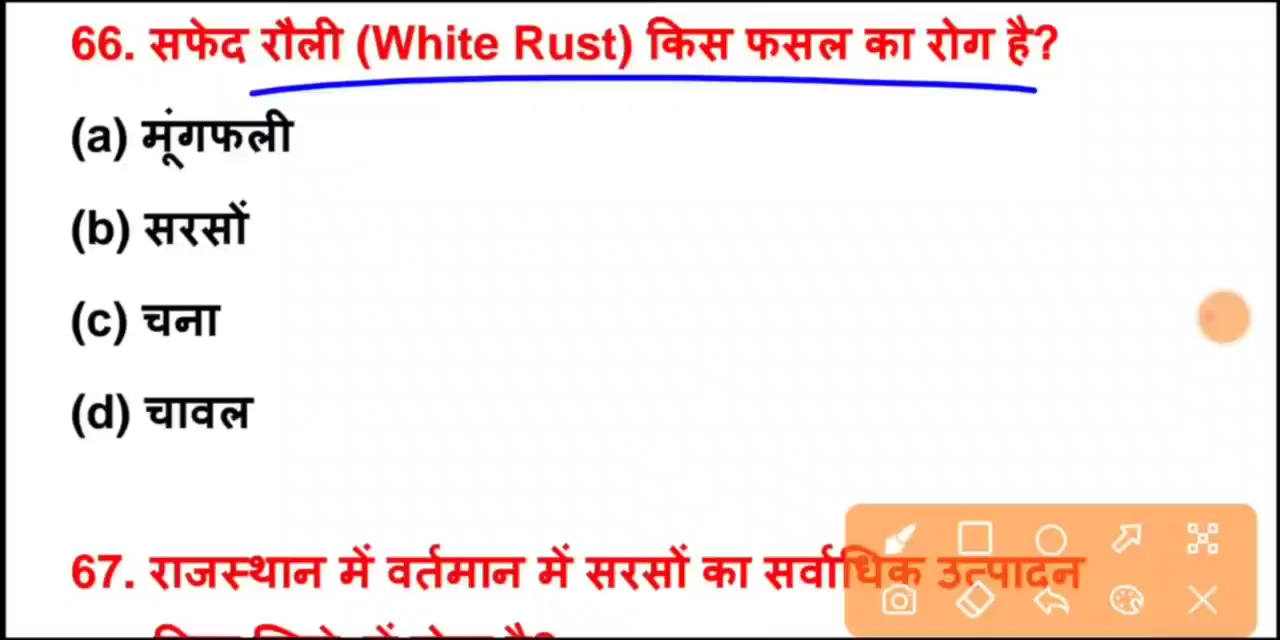 66. सफेद रौली (White Rust) किस फसल का रोग है?
(a) मूंगफली
(b) सरसों
(c) चना
(d) चावल
67. राजस्थान में वर्तमान में सरसों का सर्वाधिक उत्पादन